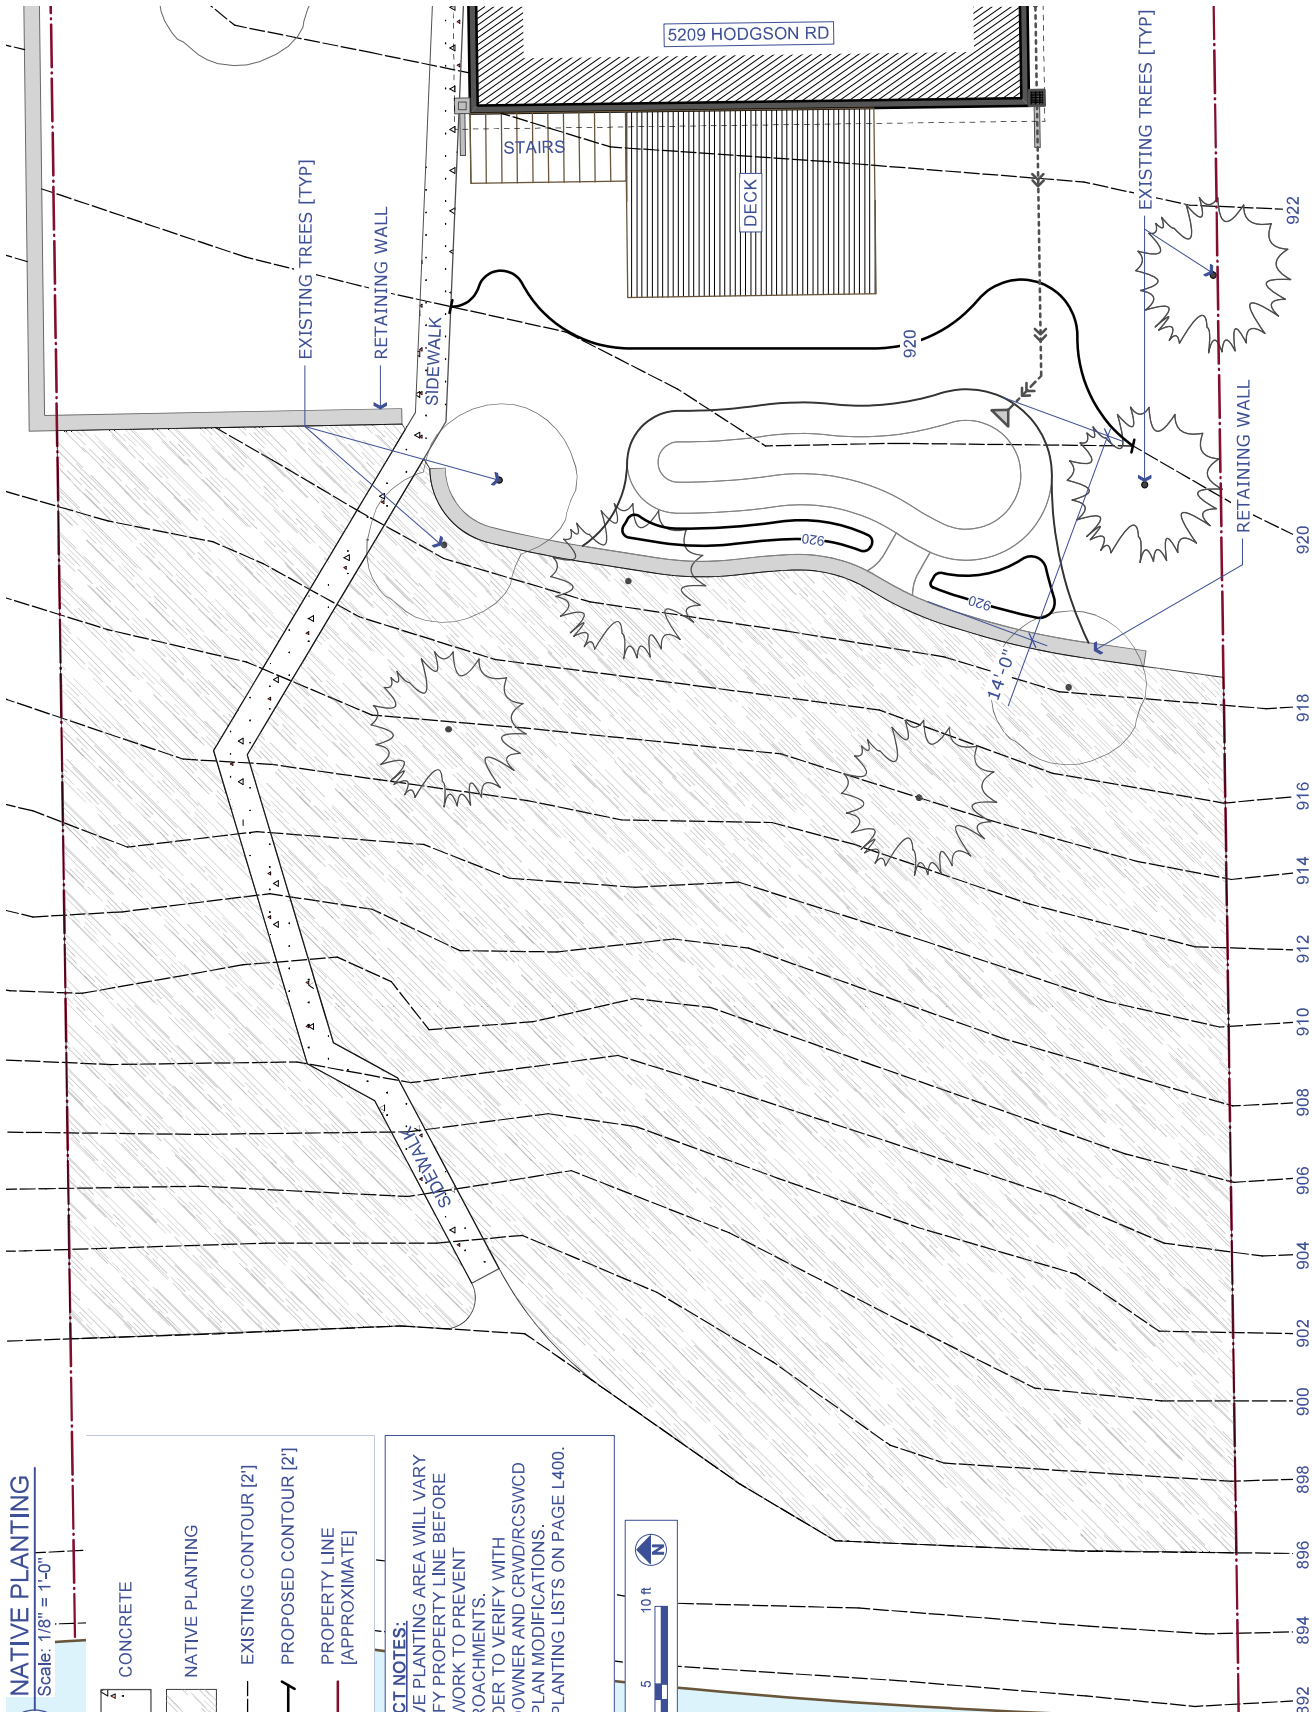 5209 HODGSON RD
EXISTING TREES [TYP]
STAIRS
DECK
EXISTING TREES [TYP]
RETAINING WALL
922
SIDEWALK
920
RETAINING WALL
920
920
920
14'-0"
918
916
914
912
910
908
906
SIDEWALK
904
902
900
898
896
894
892
NATIVE PLANTING
Scale: 1/8" = 1'-0"
CONCRETE
NATIVE PLANTING
EXISTING CONTOUR [2']
PROPOSED CONTOUR [2']
PROPERTY LINE
[APPROXIMATE]
CT NOTES:
VE PLANTING AREA WILL VARY
FY PROPERTY LINE BEFORE
WORK TO PREVENT
ROACHMENTS.
DER TO VERIFY WITH
OWNER AND CRWD/RCSWCD
PLAN MODIFICATIONS.
PLANTING LISTS ON PAGE L400.
N
5
10 ft